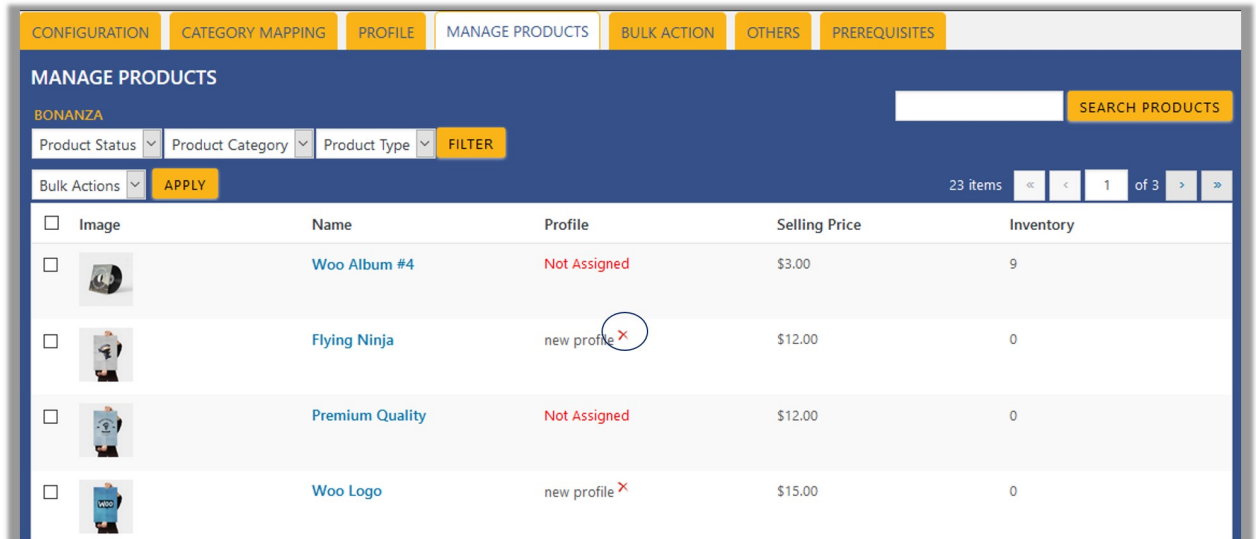 CONFIGURATION CATEGORY MAPPING PROFILE MANAGE PRODUCTS BULK ACTION OTHERS PREREQUISITES
MANAGE PRODUCTS
SEARCH PRODUCTS
BONANZA
Product Status Product Category Product Type FILTER
Bulk Actions APPLY 23 items « ‹ 1 of 3 › »
Image Name Profile Selling Price Inventory
Woo Album #4 Not Assigned $3.00 9
Flying Ninja new profile $12.00 0
Premium Quality Not Assigned $12.00 0
Woo Logo new profile $15.00 0
WOO